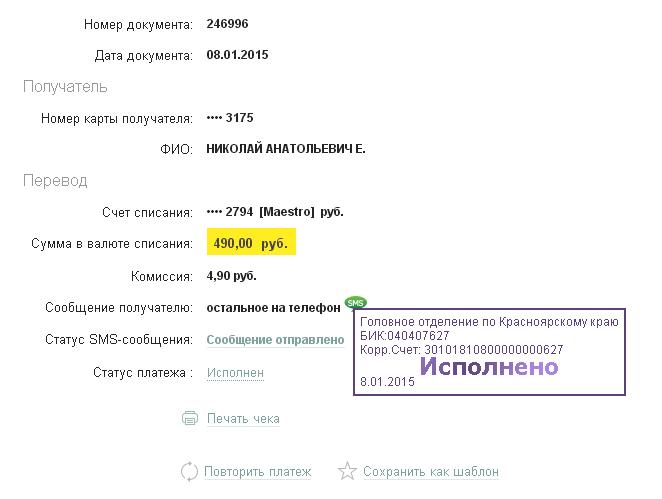 Номер документа: 246996
Дата документа: 08.01.2015
Получатель
Номер карты получателя: •••• 3175
ФИО: НИКОЛАЙ АНАТОЛЬЕВИЧ Е.
Перевод
Счет списания: •••• 2794 [Maestro] руб.
Сумма в валюте списания: 490,00 руб.
Комиссия: 4,90 руб.
Сообщение получателю: остальное на телефон SMS
Статус SMS-сообщения: Сообщение отправлено
Статус платежа : Исполнен
Головное отделение по Красноярскому краю
БИК:040407627
Корр.Счет: 30101810800000000627
Исполнено
8.01.2015
Печать чека
Повторить платеж Сохранить как шаблон